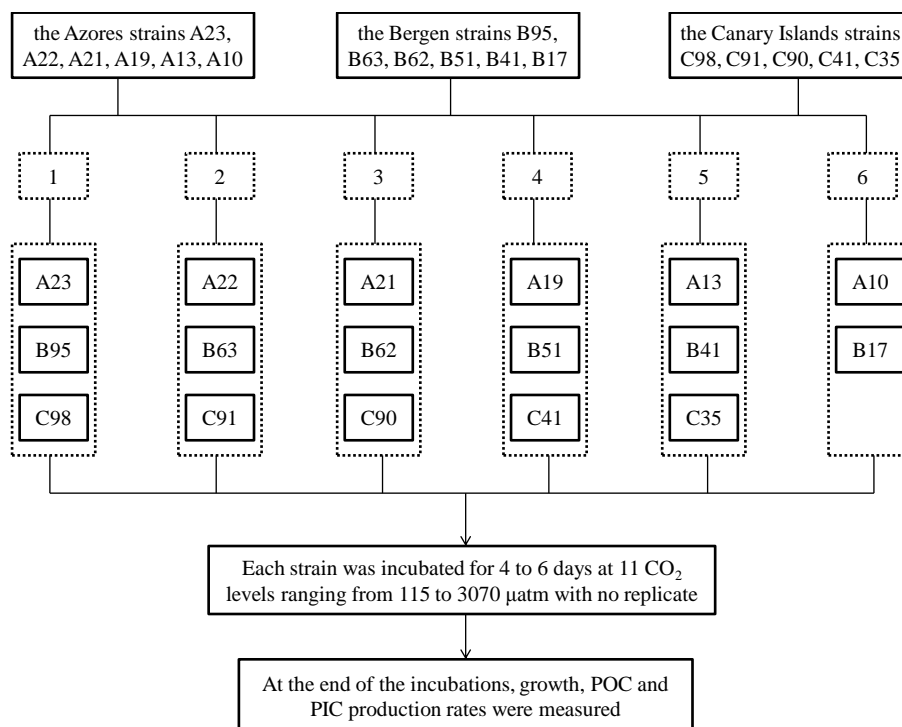 the Azores strains A23,
A22, A21, A19, A13, A10
the Bergen strains B95,
B63, B62, B51, B41, B17
the Canary Islands strains
C98, C91, C90, C41, C35
1
2
3
4
5
6
A23
A22
A21
A19
A13
A10
B95
B63
B62
B51
B41
B17
C98
C91
C90
C41
C35
Each strain was incubated for 4 to 6 days at 11 CO₂
levels ranging from 115 to 3070 µatm with no replicate
At the end of the incubations, growth, POC and
PIC production rates were measured